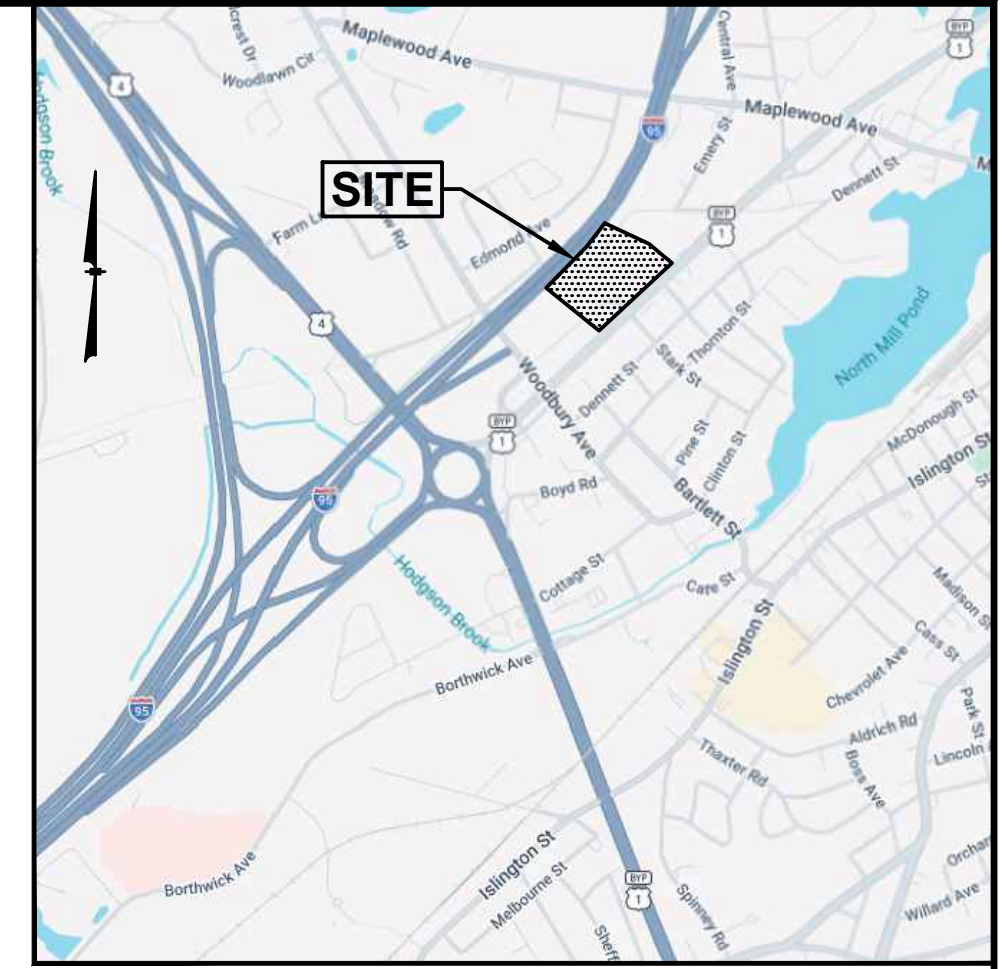 BYP
1
Maplewood Ave
Central Ave
4
Woodlawn Cir
Maplewood Ave
95
Emery St
Hodgson Brook
Dennett St
SITE
BYP
1
Farm
Edmond Ave
4
Thornton St
Stark St
North Mill Pond
Woodbury Ave
Dennett St
McDonough St
BYP
1
Pine St
Clinton St
Islington St
Boyd Rd
Bartlett St
95
Cottage St
Cate St
Hodgson Brook
Madison St
Islington St
Cass St
Borthwick Ave
Chevrolet Ave
95
Park St
Aldrich Rd
Lincoln
Thaxter Rd
Boss Ave
Islington St
Borthwick Ave
Melbourne St
BYP
1
Spinney Rd
Willard Ave